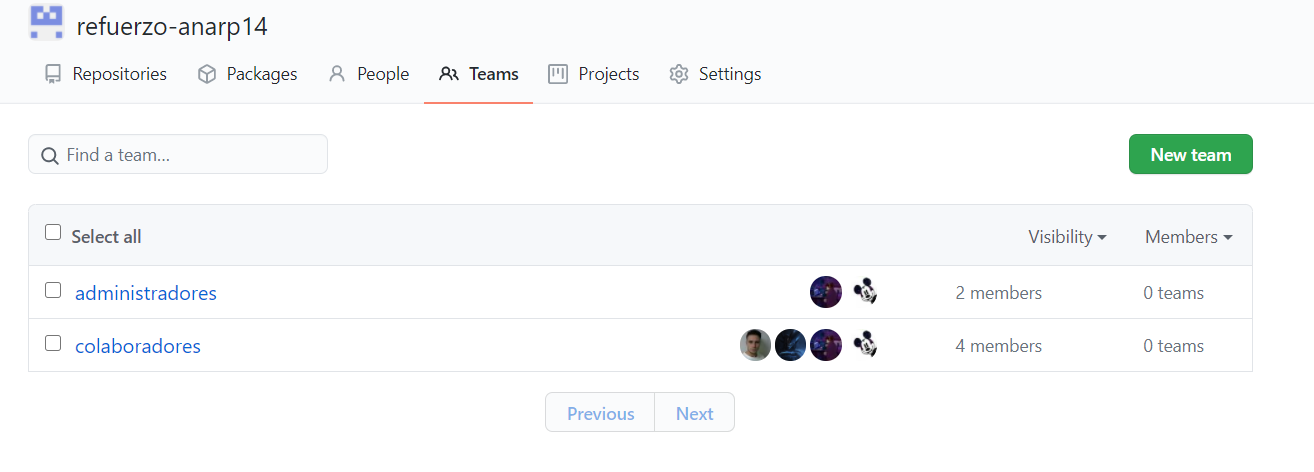 refuerzo-anarp14
Repositories Packages People Teams Projects Settings
Find a team...
New team
Select all Visibility Members
administradores 2 members 0 teams
colaboradores 4 members 0 teams
Previous Next